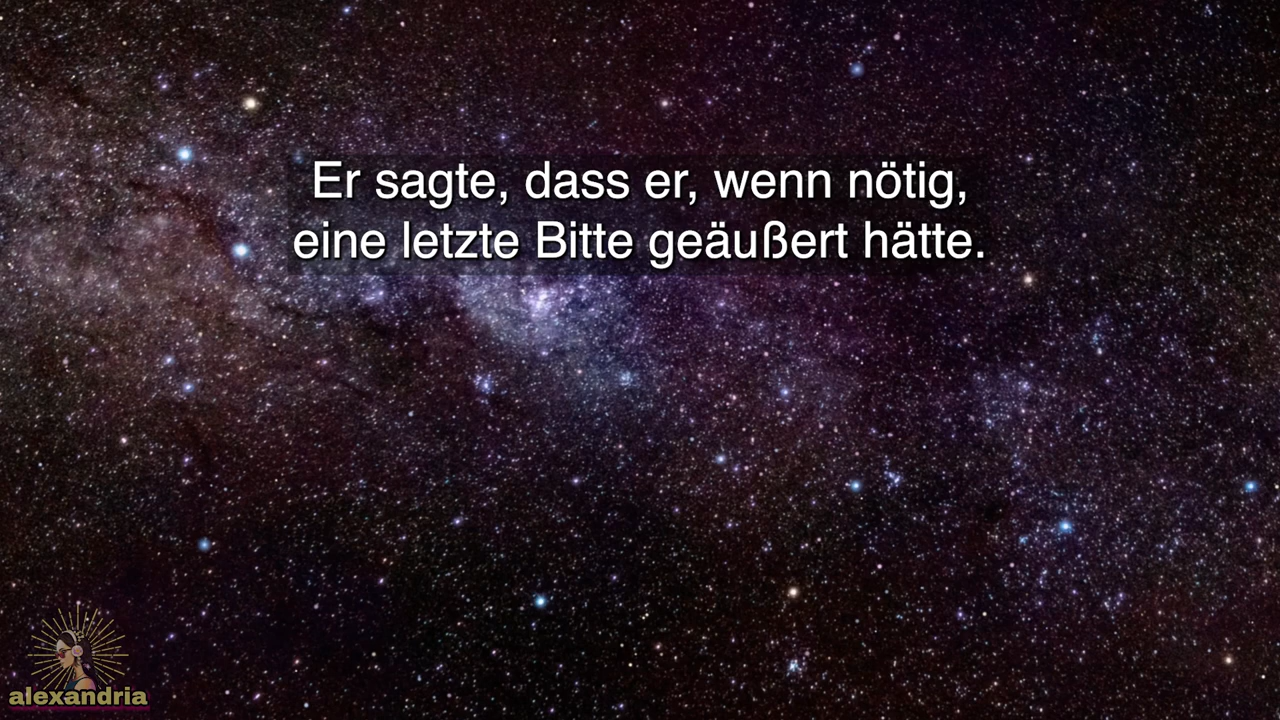 Er sagte, dass er, wenn nötig,
eine letzte Bitte geäußert hätte.
alexandria